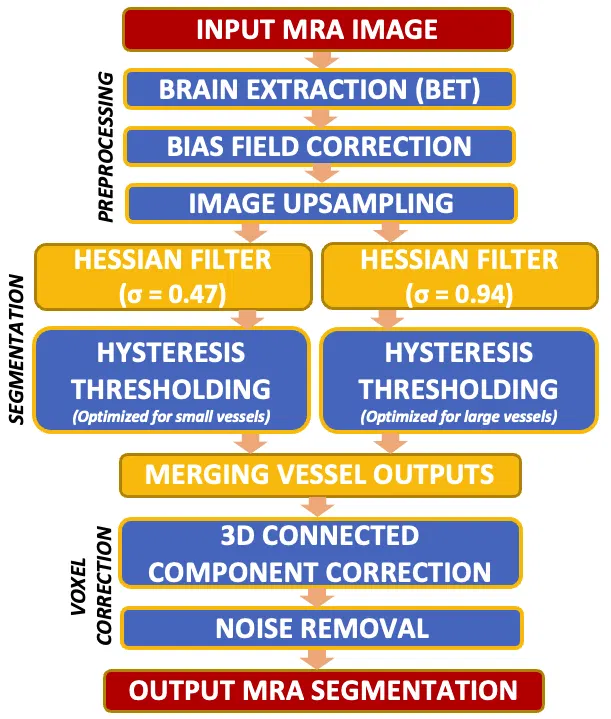 INPUT MRA IMAGE
PREPROCESSING
BRAIN EXTRACTION (BET)
BIAS FIELD CORRECTION
IMAGE UPSAMPLING
SEGMENTATION
HESSIAN FILTER
(σ = 0.47)
HESSIAN FILTER
(σ = 0.94)
HYSTERESIS
THRESHOLDING
(Optimized for small vessels)
HYSTERESIS
THRESHOLDING
(Optimized for large vessels)
MERGING VESSEL OUTPUTS
VOXEL
CORRECTION
3D CONNECTED
COMPONENT CORRECTION
NOISE REMOVAL
OUTPUT MRA SEGMENTATION